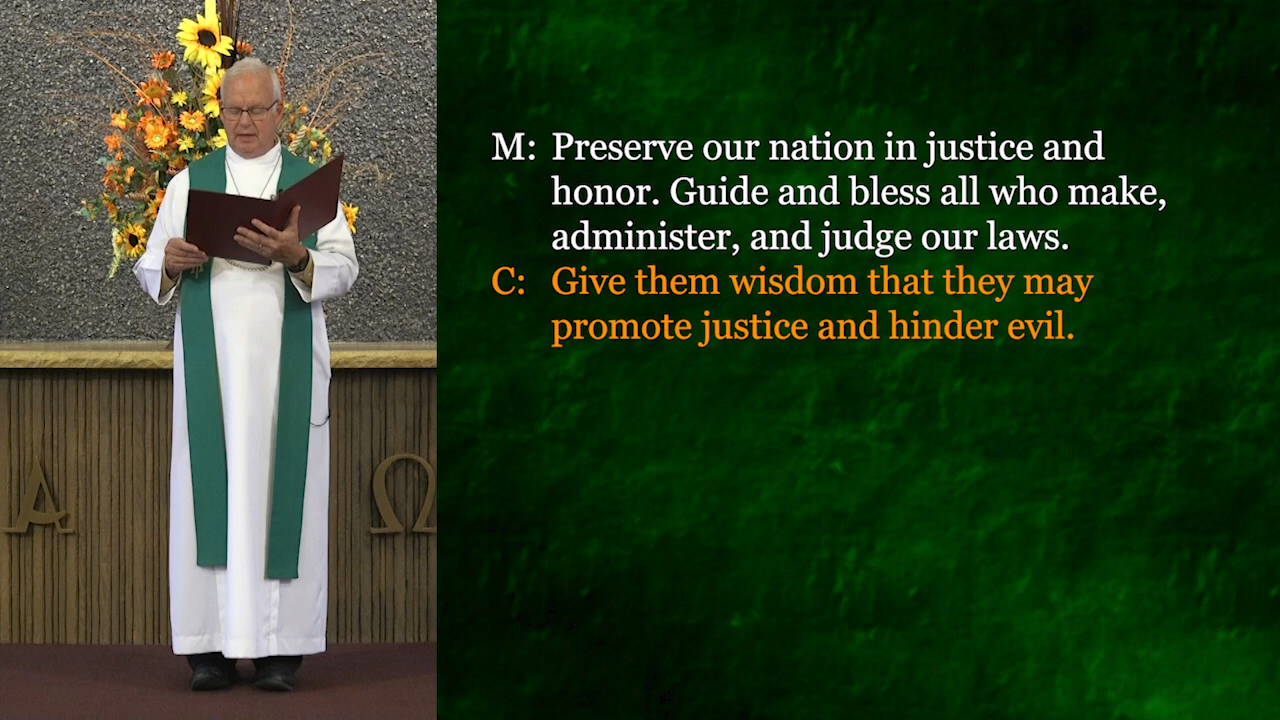 M: Preserve our nation in justice and
honor. Guide and bless all who make,
administer, and judge our laws.
C: Give them wisdom that they may
promote justice and hinder evil.
Α Ω